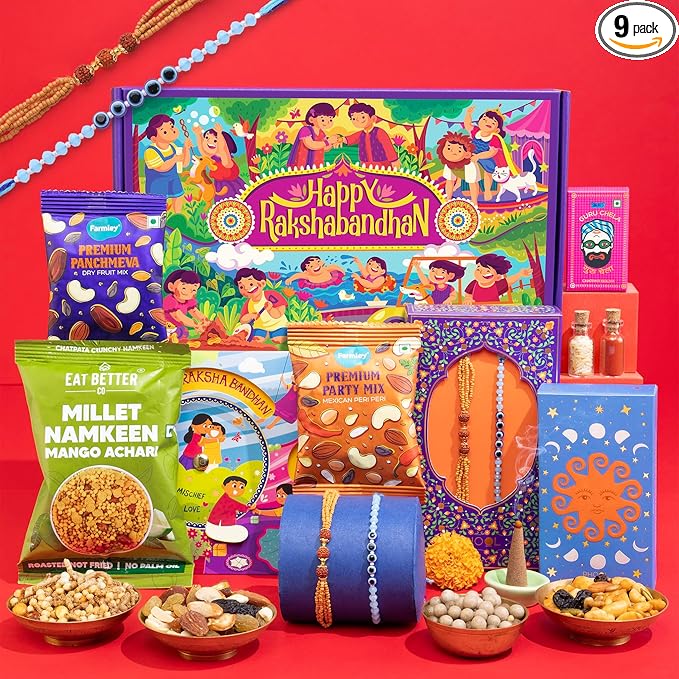 9 pack
Happy
Rakshabandhan
Farmley
PREMIUM
PANCHMEVA
DRY FRUIT MIX
GURU CHELA
CHATPATA CRUNCHY NAMKEEN
EAT BETTER
CO
MILLET
NAMKEEN
MANGO ACHARI
ROASTED NOT FRIED | NO PALM OIL
RAKSHA BANDHAN
MISCHIEF
LOVE
Farmley
PREMIUM
PARTY MIX
MEXICAN PERI PERI